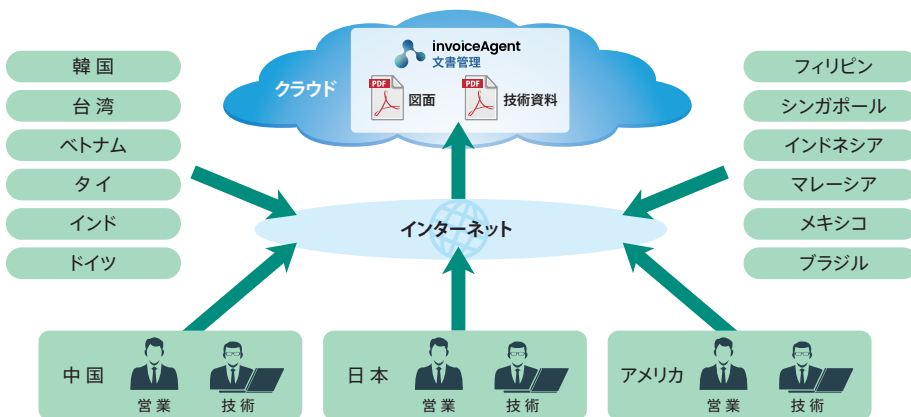 invoiceAgent
文書管理
クラウド
PDF
図面
PDF
技術資料
韓国
台湾
ベトナム
タイ
インド
ドイツ
フィリピン
シンガポール
インドネシア
マレーシア
メキシコ
ブラジル
インターネット
中国
営業
技術
日本
営業
技術
アメリカ
営業
技術